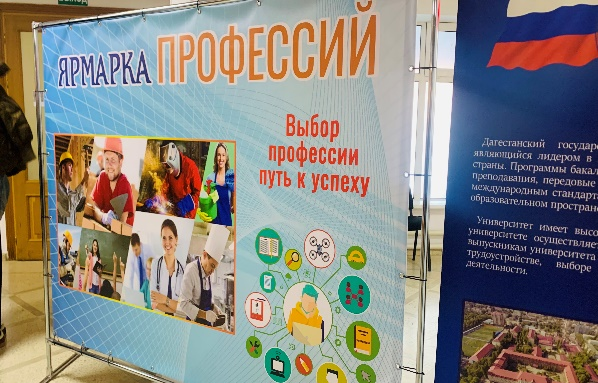 ЯРМАРКА ПРОФЕССИЙ
Выбор
профессии
путь к успеху
Дагестанский государс
являющийся лидером в
страны. Программы бакал
преподавания, передовые
международным стандарт
образовательном простран
Университет имеет высо
университете осуществляет
выпускникам университета
трудоустройстве, выборе
деятельности.